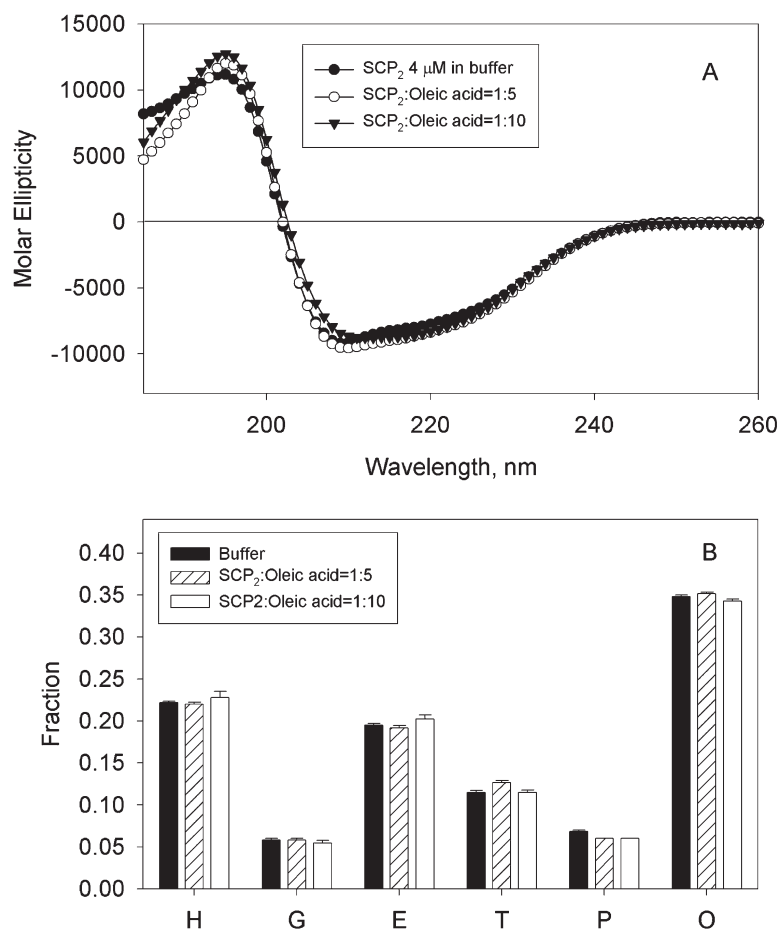 A
SCP2 4 μM in buffer
SCP2:Oleic acid=1:5
SCP2:Oleic acid=1:10
15000
10000
5000
0
-5000
-10000
Molar Ellipticity
200
220
240
260
Wavelength, nm
B
Buffer
SCP2:Oleic acid=1:5
SCP2:Oleic acid=1:10
0.40
0.35
0.30
0.25
0.20
0.15
0.10
0.05
0.00
Fraction
H
G
E
T
P
O